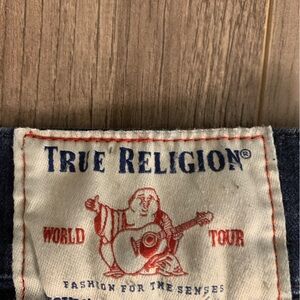 TRUE RELIGION®
WORLD TOUR
FASHION FOR THE SENSES